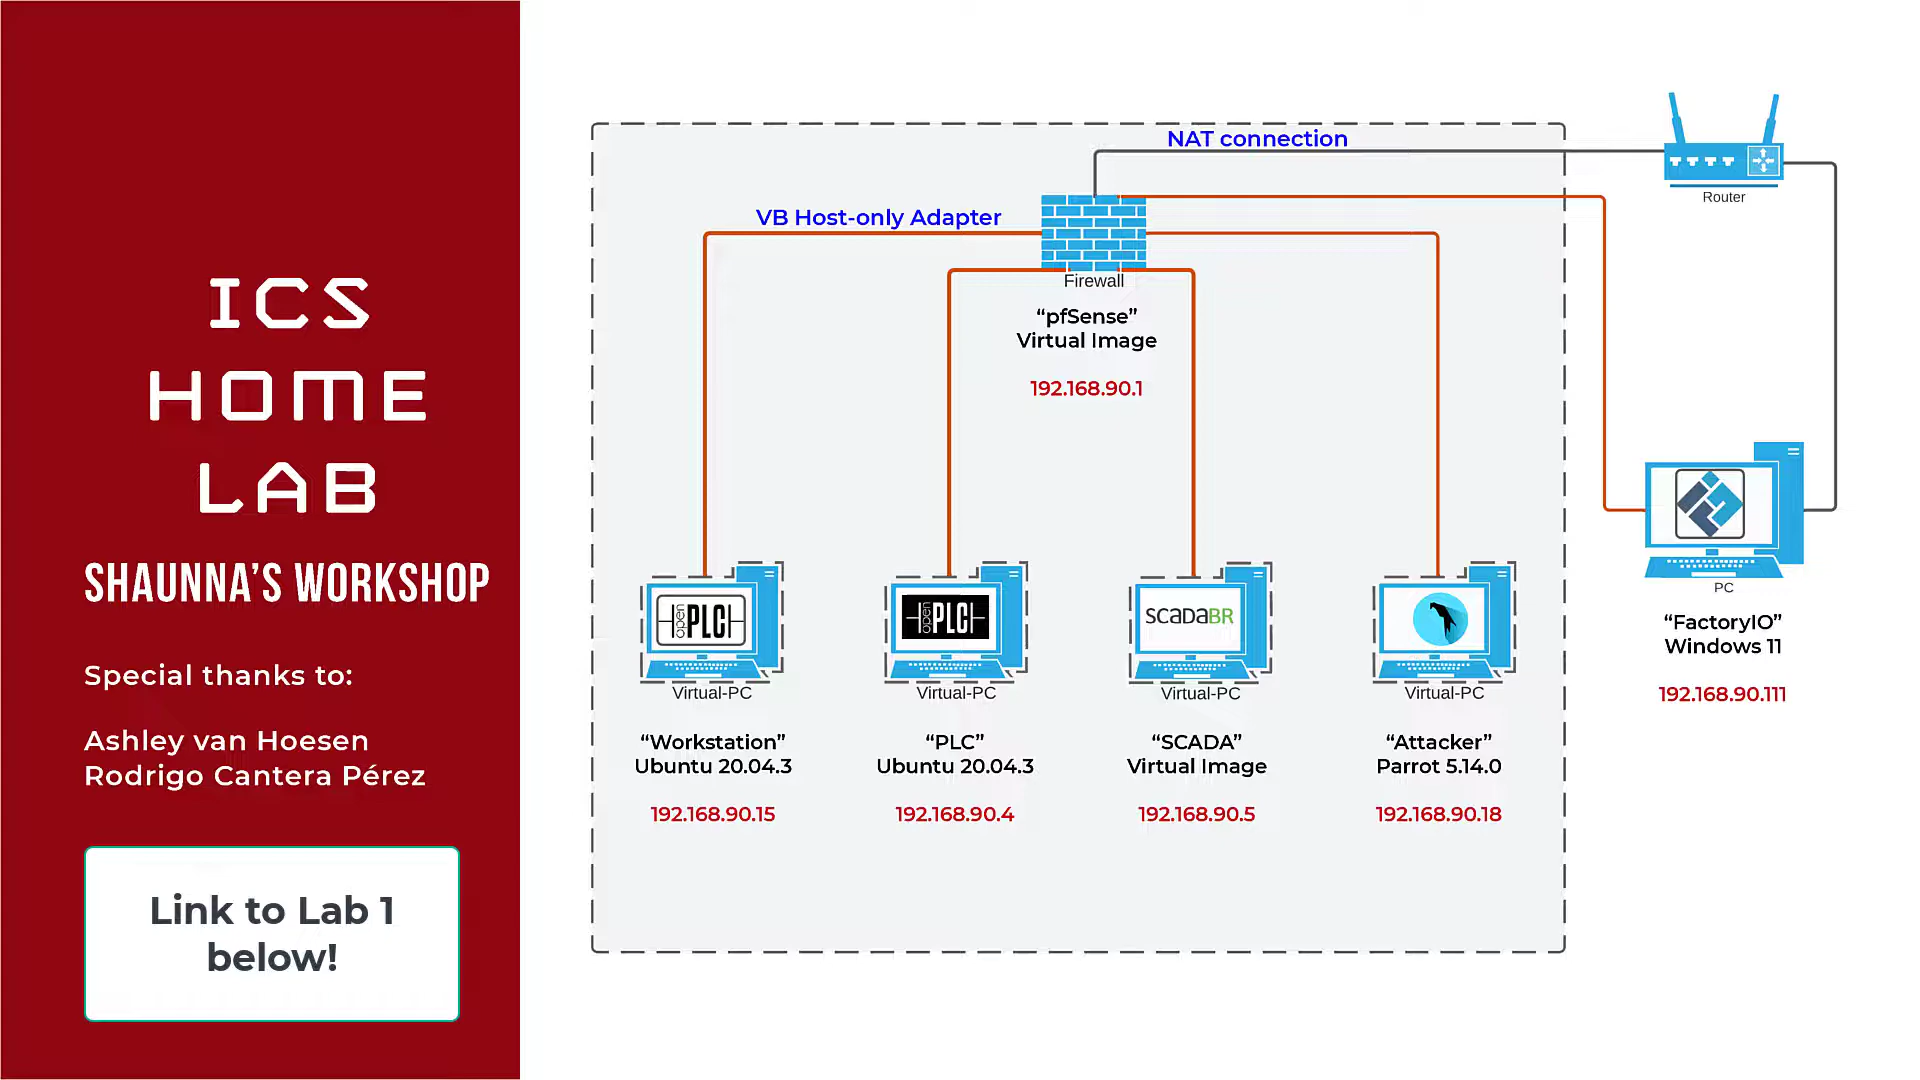 ICS
HOME
LAB
SHAUNNA'S WORKSHOP
Special thanks to:
Ashley van Hoesen
Rodrigo Cantera Pérez
Link to Lab 1
below!
NAT connection
VB Host-only Adapter
Router
Firewall
“pfSense”
Virtual Image
192.168.90.1
PC
“FactoryIO”
Windows 11
192.168.90.111
open PLC
Virtual-PC
“Workstation”
Ubuntu 20.04.3
192.168.90.15
open PLC
Virtual-PC
“PLC”
Ubuntu 20.04.3
192.168.90.4
SCADABR
Virtual-PC
“SCADA”
Virtual Image
192.168.90.5
Virtual-PC
“Attacker”
Parrot 5.14.0
192.168.90.18